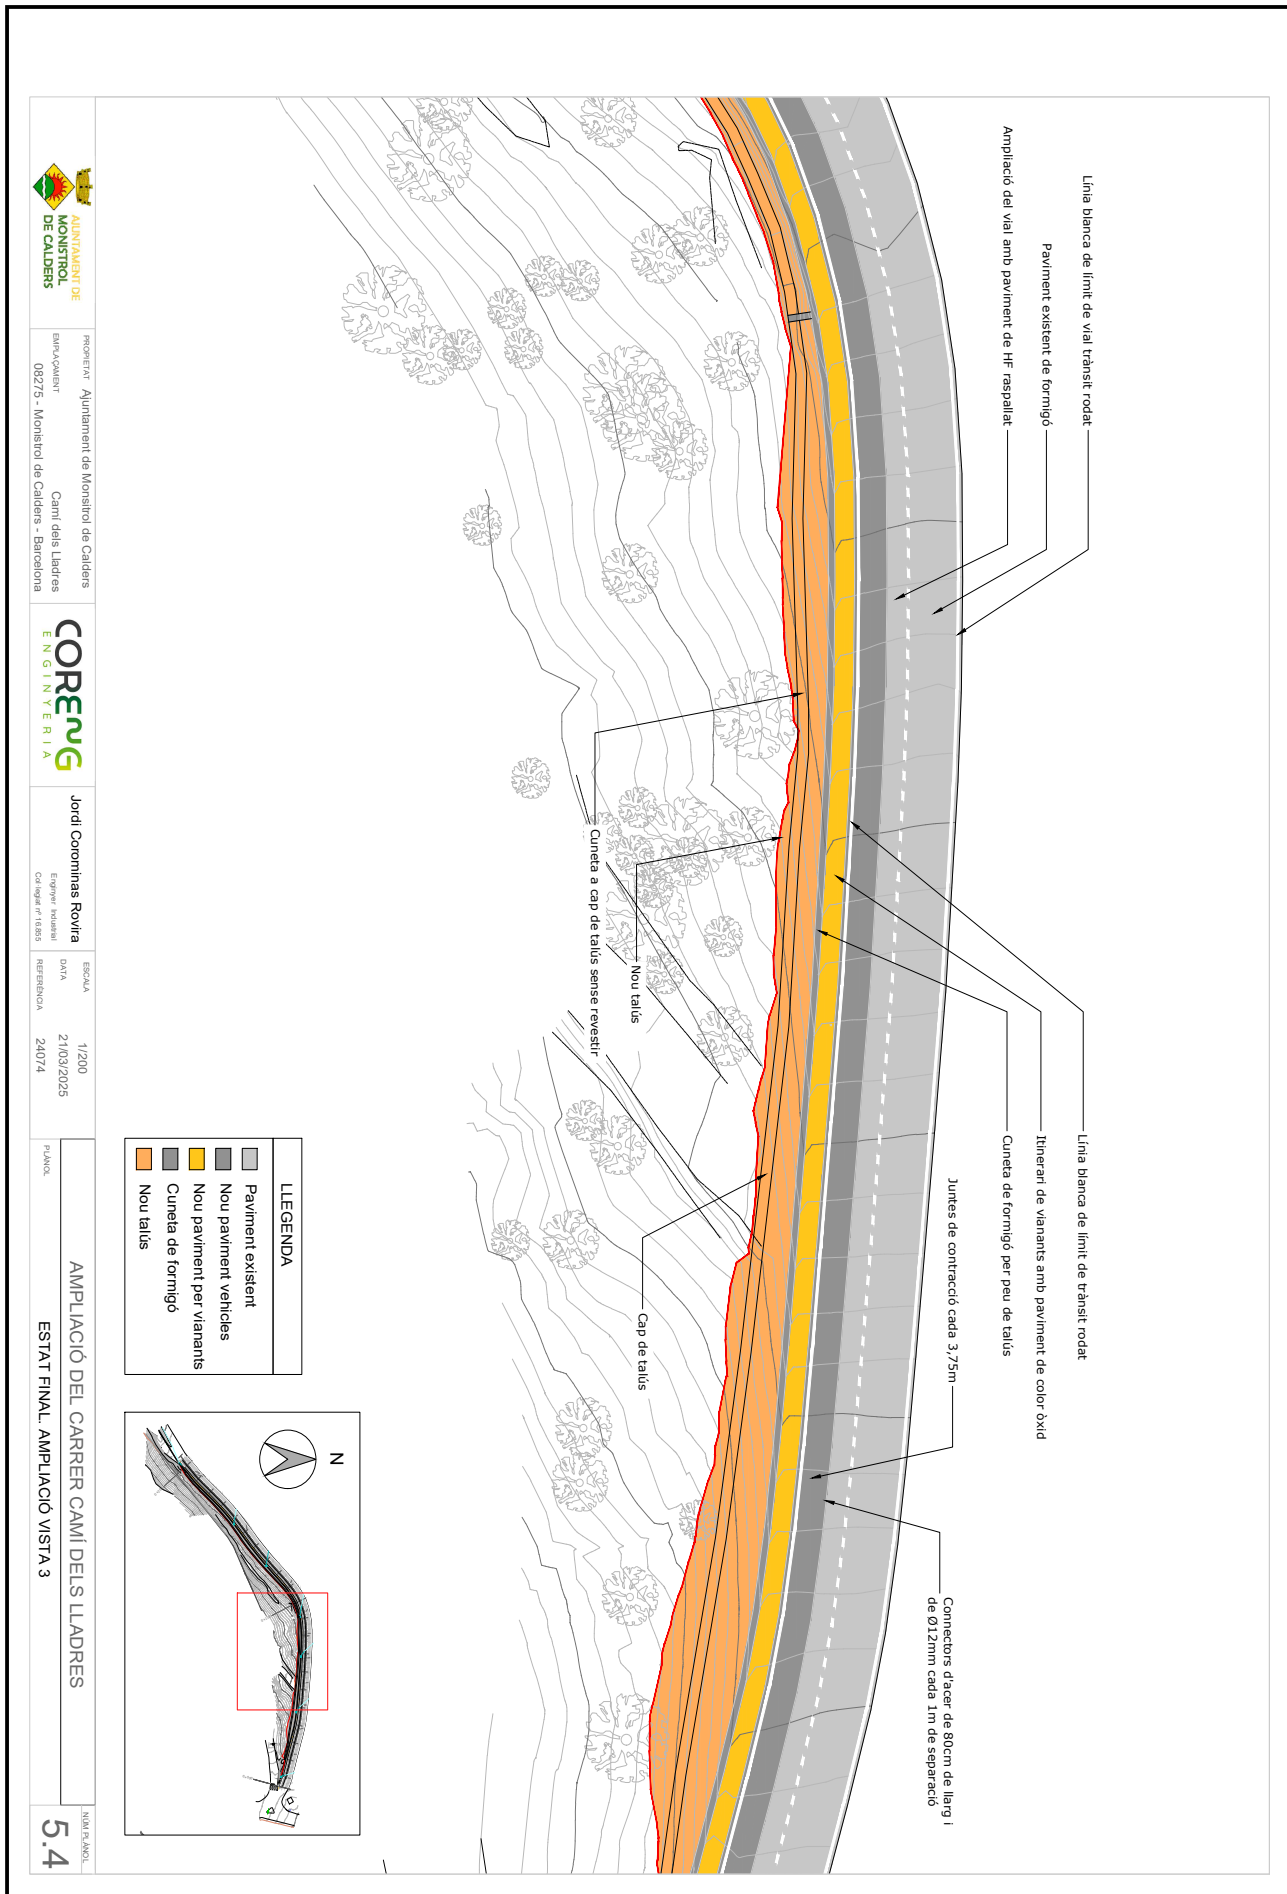 Línia blanca de límit de vial trànsit rodat
Paviment existent de formigó
Ampliació del vial amb paviment de HF raspallat
Línia blanca de límit de trànsit rodat
Itinerari de vianants amb paviment de color òxid
Cuneta de formigó per peu de talús
Juntes de contracció cada 3,75m
Connectors d'acer de 80cm de llarg i
de Ø12mm cada 1m de separació
Cuneta a cap de talús sense revestir
Nou talús
Cap de talús
LLEGENDA
Paviment existent
Nou paviment vehicles
Nou paviment per vianants
Cuneta de formigó
Nou talús
N
AJUNTAMENT DE
MONISTROL
DE CALDERS
PROPIETAT Ajuntament de Monsitrol de Calders
EMPLAÇAMENT
Camí dels Lladres
08275 - Monistrol de Calders - Barcelona
CORENG
ENGINYERIA
Jordi Corominas Rovira
Enginyer Industrial
Col·legiat nº 16.855
ESCALA 1/200
DATA 21/03/2025
REFERÈNCIA 24074
AMPLIACIÓ DEL CARRER CAMÍ DELS LLADRES
PLÀNOL
ESTAT FINAL. AMPLIACIÓ VISTA 3
NÚM PLÀNOL
5.4